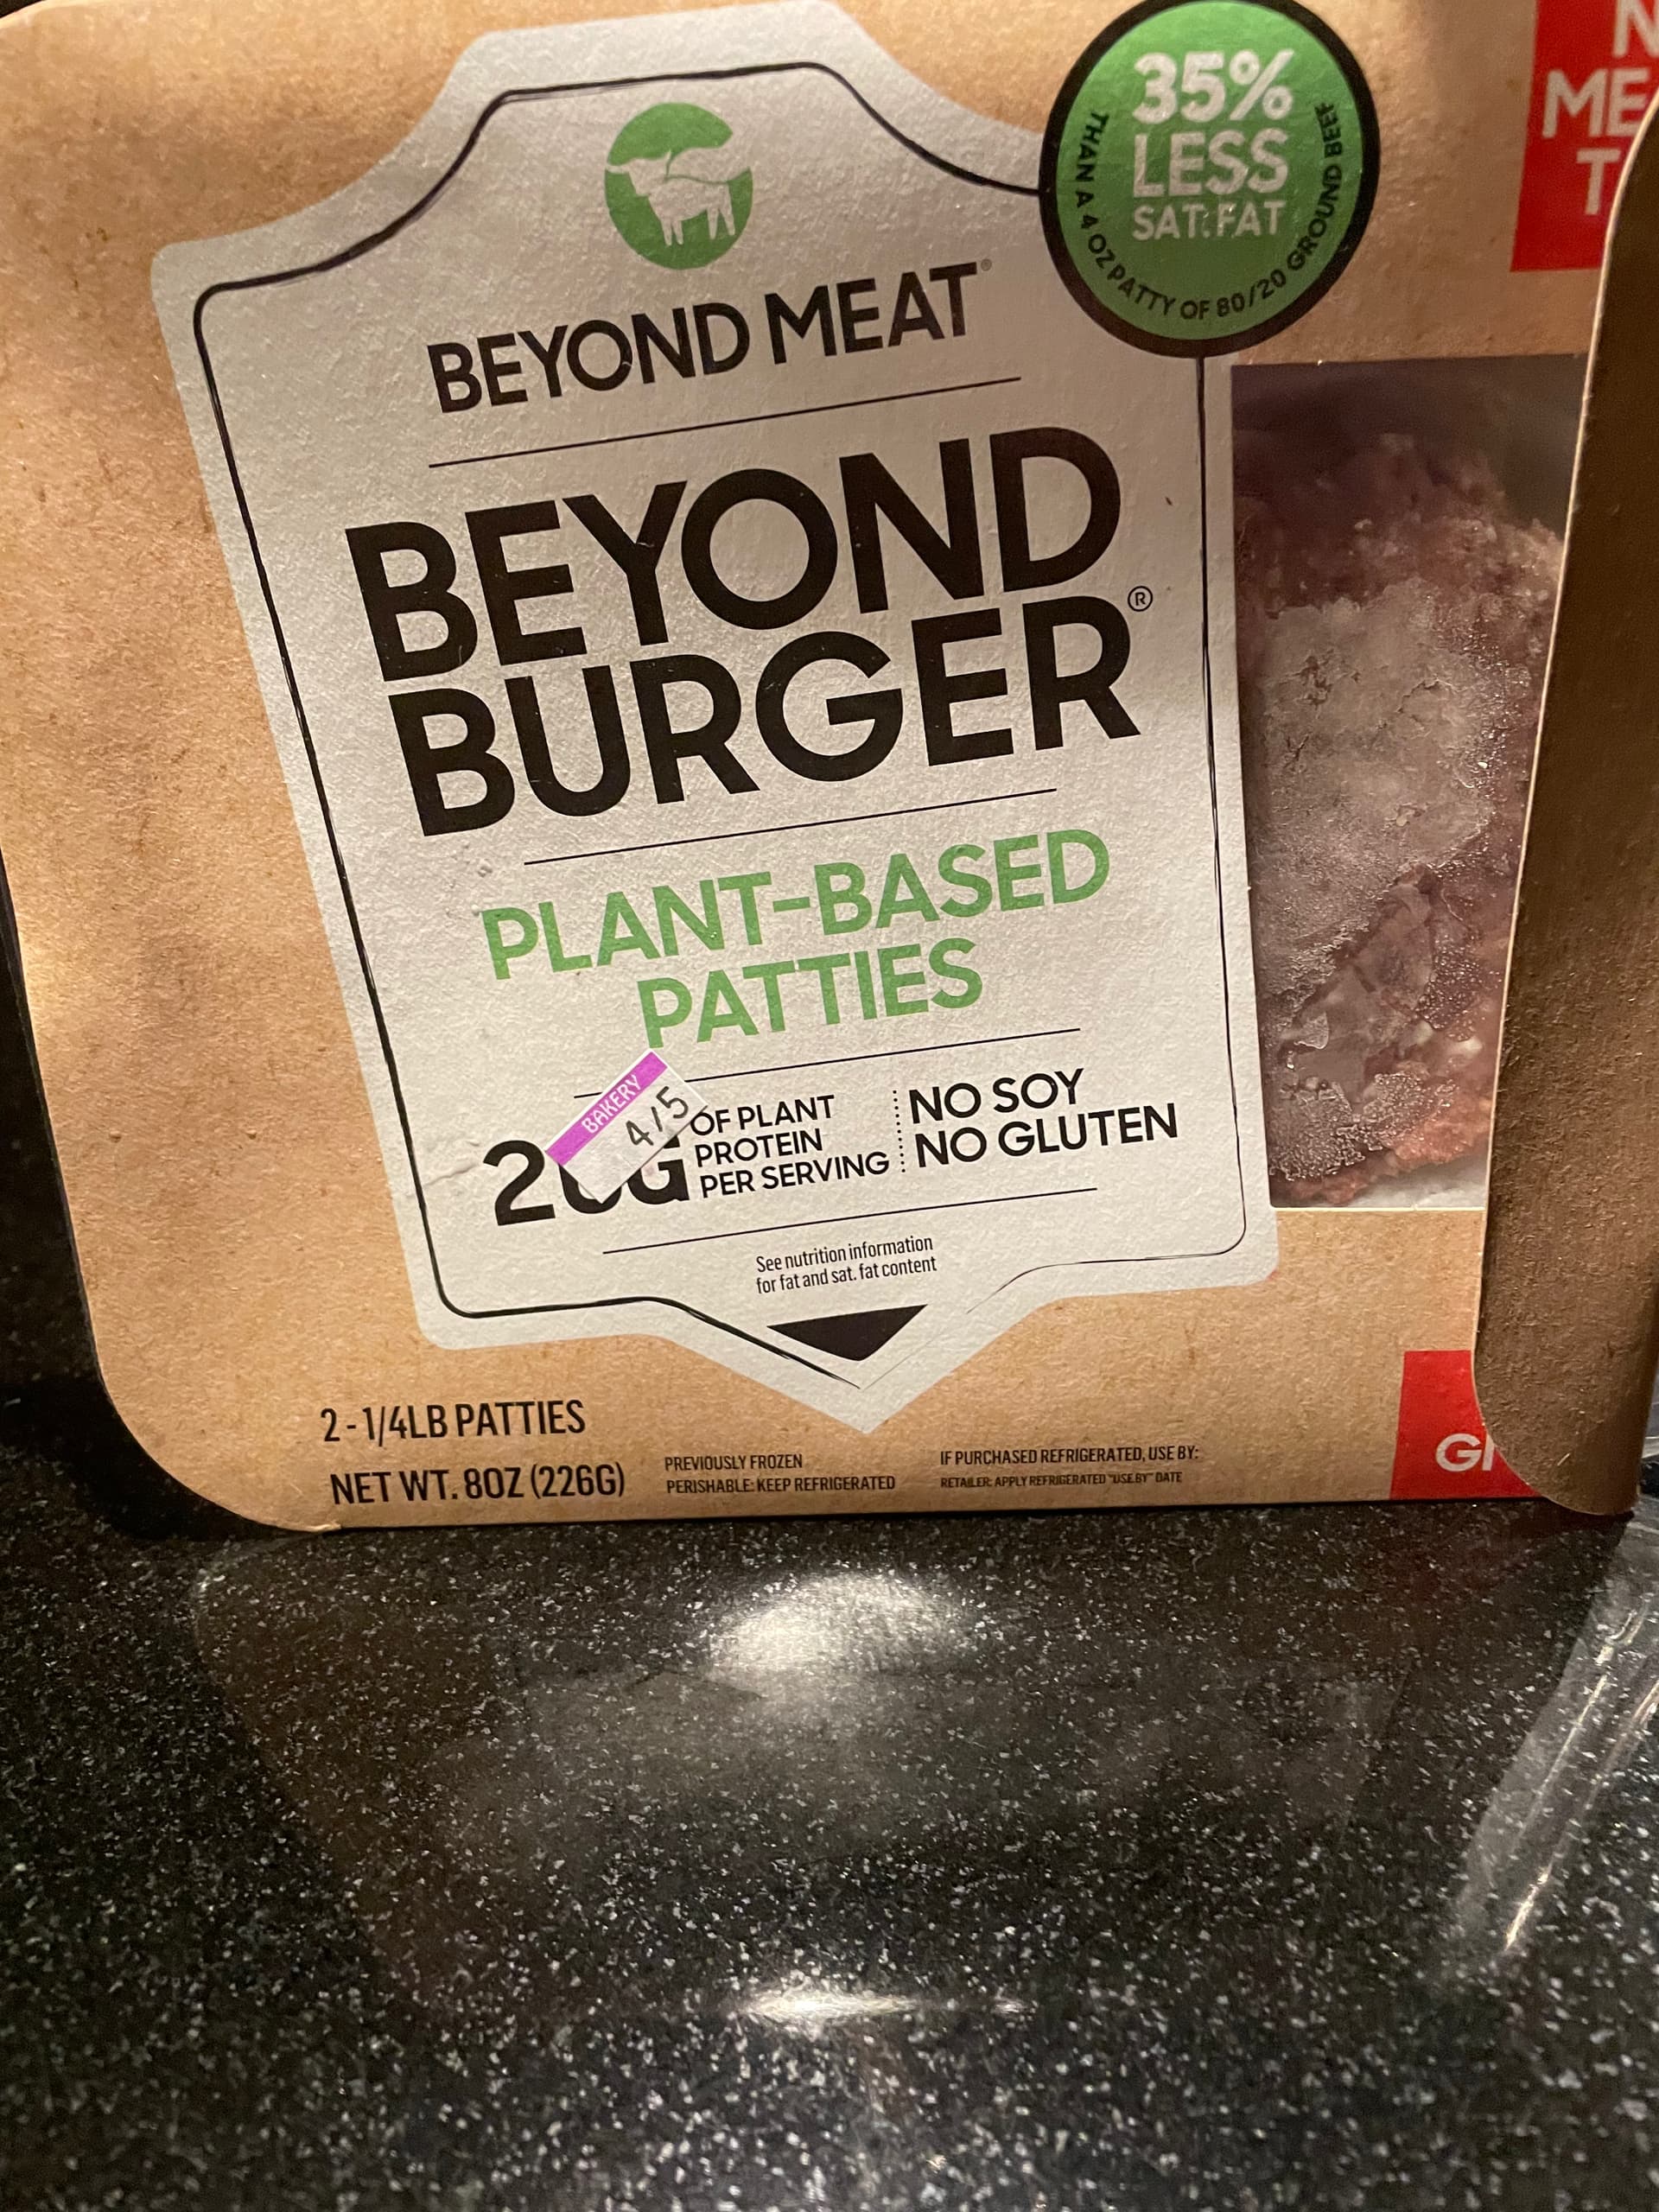 35%
LESS
SAT. FAT
THAN A 4 OZ PATTY OF 80/20 GROUND BEEF
BEYOND MEAT®
BEYOND
BURGER®
PLANT-BASED
PATTIES
BAKERY
4/5
OF PLANT
PROTEIN
PER SERVING
NO SOY
NO GLUTEN
See nutrition information
for fat and sat. fat content
2 - 1/4LB PATTIES
NET WT. 8OZ (226G)
PREVIOUSLY FROZEN
PERISHABLE: KEEP REFRIGERATED
IF PURCHASED REFRIGERATED, USE BY:
RETAILER: APPLY REFRIGERATED "USE BY" DATE